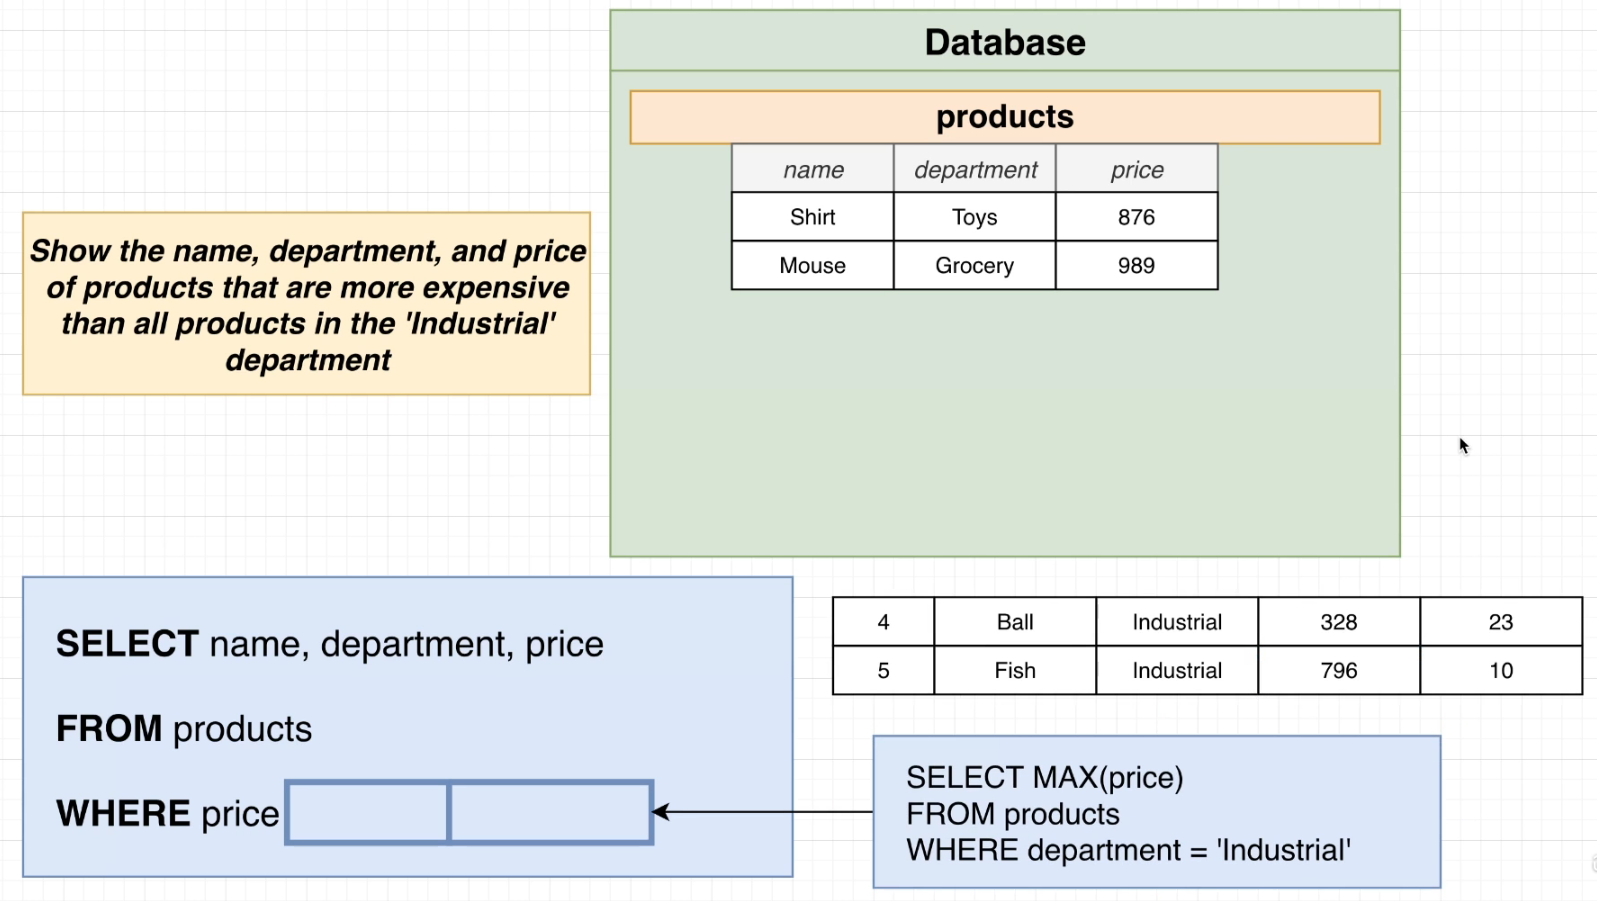 Database
products
name department price
Shirt Toys 876
Mouse Grocery 989
Show the name, department, and price
of products that are more expensive
than all products in the 'Industrial'
department
SELECT name, department, price
FROM products
WHERE price
4 Ball Industrial 328 23
5 Fish Industrial 796 10
SELECT MAX(price)
FROM products
WHERE department = 'Industrial'